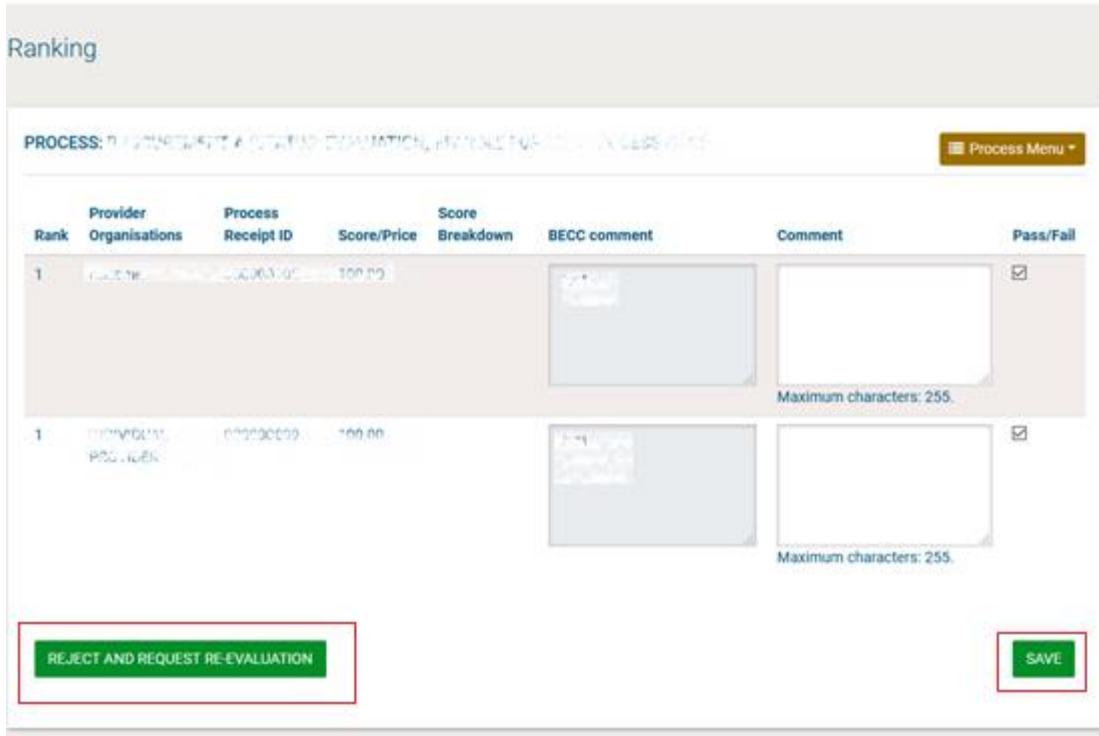 Ranking
PROCESS:
Process Menu
Rank Provider Organisations Process Receipt ID Score/Price Score Breakdown BECC comment Comment Pass/Fail
1
Maximum characters: 255.
1
Maximum characters: 255.
REJECT AND REQUEST RE-EVALUATION SAVE